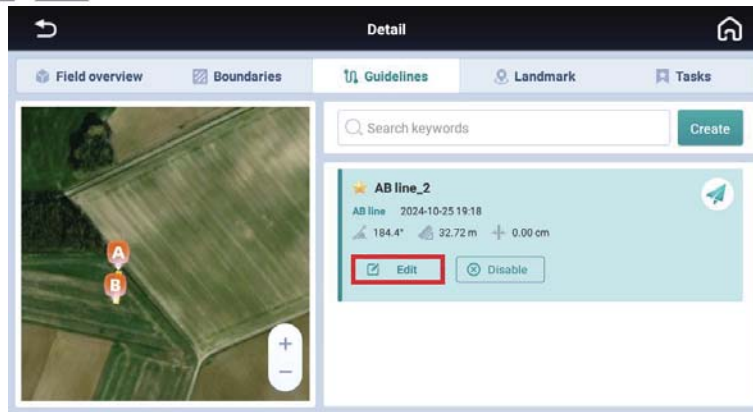 Detail
Field overview Boundaries Guidelines Landmark Tasks
Search keywords Create
AB line_2
AB line 2024-10-25 19:18
184.4° 32.72 m 0.00 cm
Edit Disable
A
B
+
−